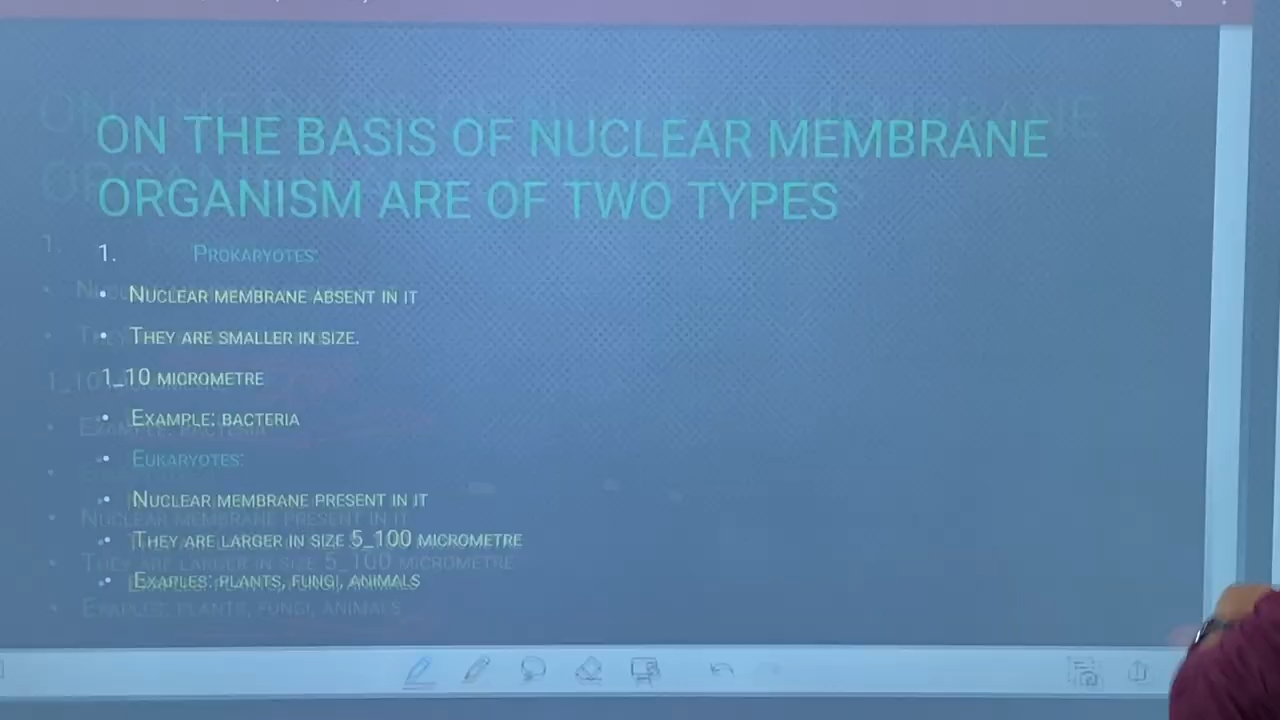 ON THE BASIS OF NUCLEAR MEMBRANE
ORGANISM ARE OF TWO TYPES
1. PROKARYOTES:
• NUCLEAR MEMBRANE ABSENT IN IT
• THEY ARE SMALLER IN SIZE.
1_10 MICROMETRE
• EXAMPLE: BACTERIA
• EUKARYOTES:
• NUCLEAR MEMBRANE PRESENT IN IT
• THEY ARE LARGER IN SIZE 5_100 MICROMETRE
• EXAPLES: PLANTS, FUNGI, ANIMALS